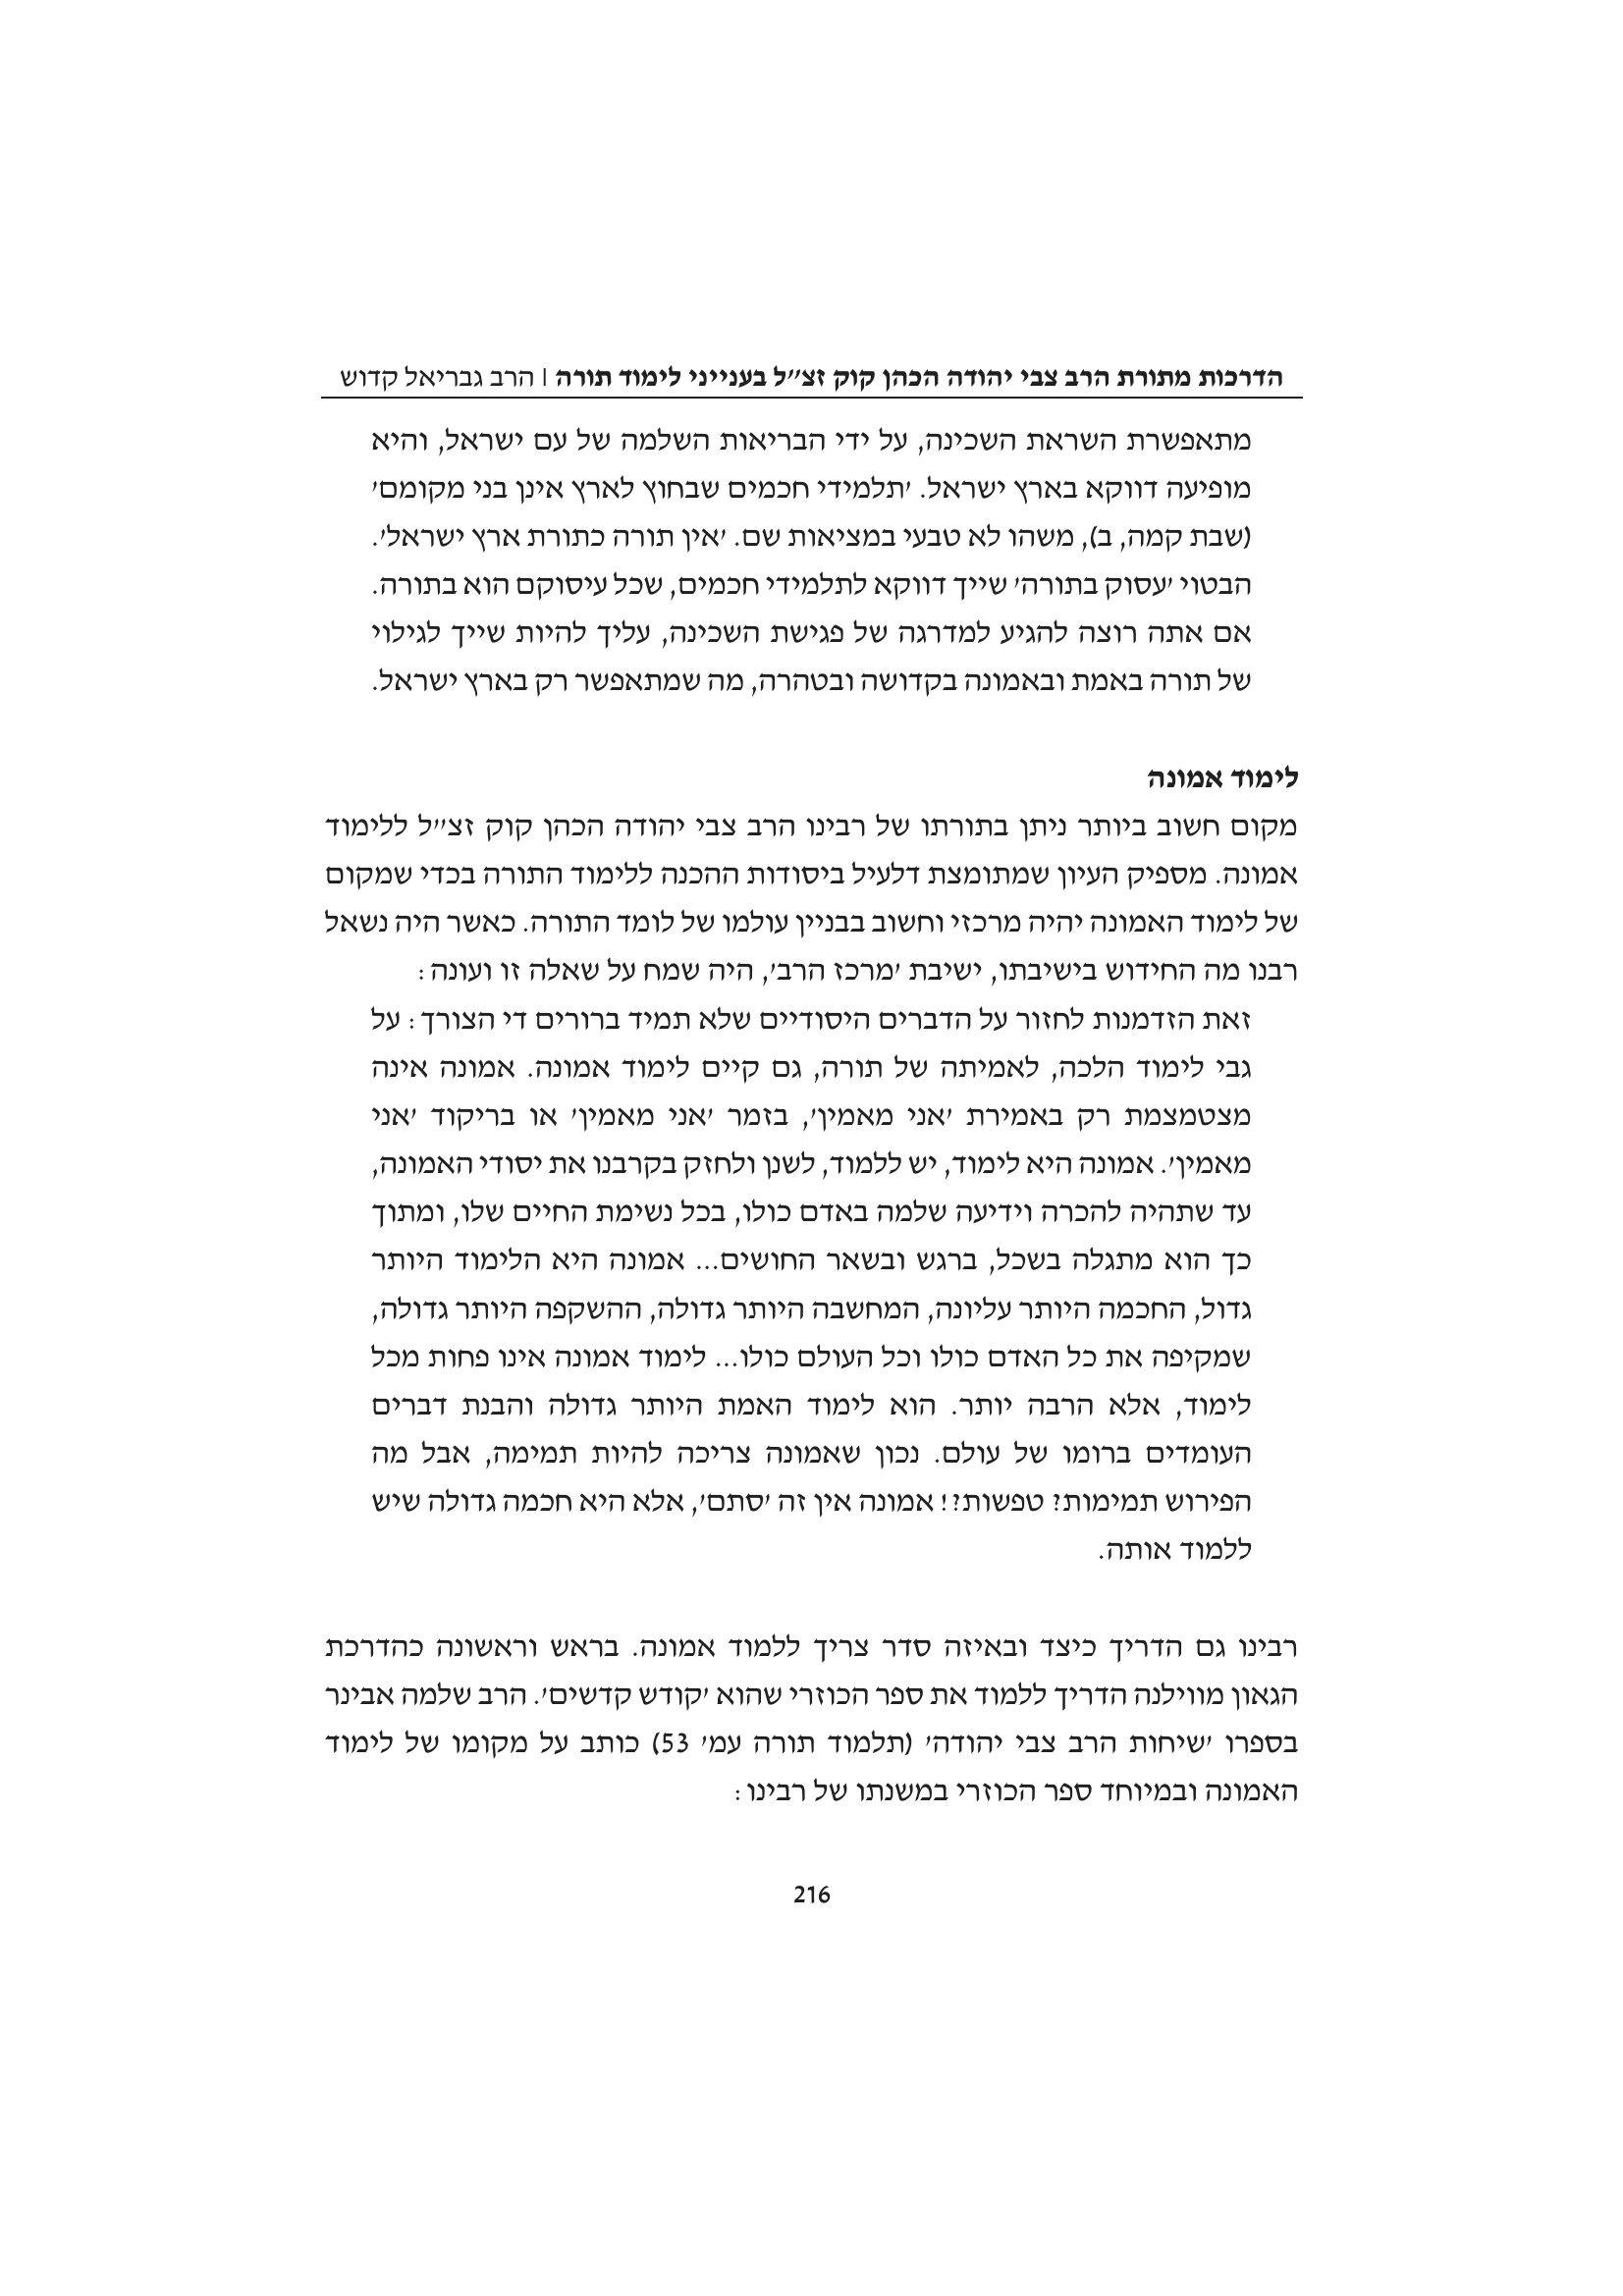 הדרכות מתורת הרב צבי יהודה הכהן קוק זצ״ל בענייני לימוד תורה | הרב גבריאל קדוש
מתאפשרת השראת השכינה, על ידי הבריאות השלמה של עם ישראל, והיא
מופיעה דווקא בארץ ישראל. ׳תלמידי חכמים שבחוץ לארץ אינן בני מקומם׳
(שבת קמה, ב), משהו לא טבעי במציאות שם. ׳אין תורה כתורת ארץ ישראל׳.
הבטוי ׳עסוק בתורה׳ שייך דווקא לתלמידי חכמים, שכל עיסוקם הוא בתורה.
אם אתה רוצה להגיע למדרגה של פגישת השכינה, עליך להיות שייך לגילוי
של תורה באמת ובאמונה בקדושה ובטהרה, מה שמתאפשר רק בארץ ישראל.
לימוד אמונה
מקום חשוב ביותר ניתן בתורתו של רבינו הרב צבי יהודה הכהן קוק זצ״ל ללימוד
אמונה. מספיק העיון שמתומצת דלעיל ביסודות ההכנה ללימוד התורה בכדי שמקום
של לימוד האמונה יהיה מרכזי וחשוב בבניין עולמו של לומד התורה. כאשר היה נשאל
רבנו מה החידוש בישיבתו, ישיבת ׳מרכז הרב׳, היה שמח על שאלה זו ועונה:
זאת הזדמנות לחזור על הדברים היסודיים שלא תמיד ברורים די הצורך: על
גבי לימוד הלכה, לאמיתה של תורה, גם קיים לימוד אמונה. אמונה אינה
מצטמצמת רק באמירת ׳אני מאמין׳, בזמר ׳אני מאמין׳ או בריקוד ׳אני
מאמין׳. אמונה היא לימוד, יש ללמוד, לשנן ולחזק בקרבנו את יסודי האמונה,
עד שתהיה להכרה וידיעה שלמה באדם כולו, בכל נשימת החיים שלו, ומתוך
כך הוא מתגלה בשכל, ברגש ובשאר החושים... אמונה היא הלימוד היותר
גדול, החכמה היותר עליונה, המחשבה היותר גדולה, ההשקפה היותר גדולה,
שמקיפה את כל האדם כולו וכל העולם כולו... לימוד אמונה אינו פחות מכל
לימוד, אלא הרבה יותר. הוא לימוד האמת היותר גדולה והבנת דברים
העומדים ברומו של עולם. נכון שאמונה צריכה להיות תמימה, אבל מה
הפירוש תמימות? טפשות?! אמונה אין זה ׳סתם׳, אלא היא חכמה גדולה שיש
ללמוד אותה.
רבינו גם הדריך כיצד ובאיזה סדר צריך ללמוד אמונה. בראש וראשונה כהדרכת
הגאון מווילנה הדריך ללמוד את ספר הכוזרי שהוא ׳קודש קדשים׳. הרב שלמה אבינר
בספרו ׳שיחות הרב צבי יהודה׳ (תלמוד תורה עמ׳ 53) כותב על מקומו של לימוד
האמונה ובמיוחד ספר הכוזרי במשנתו של רבינו:
216